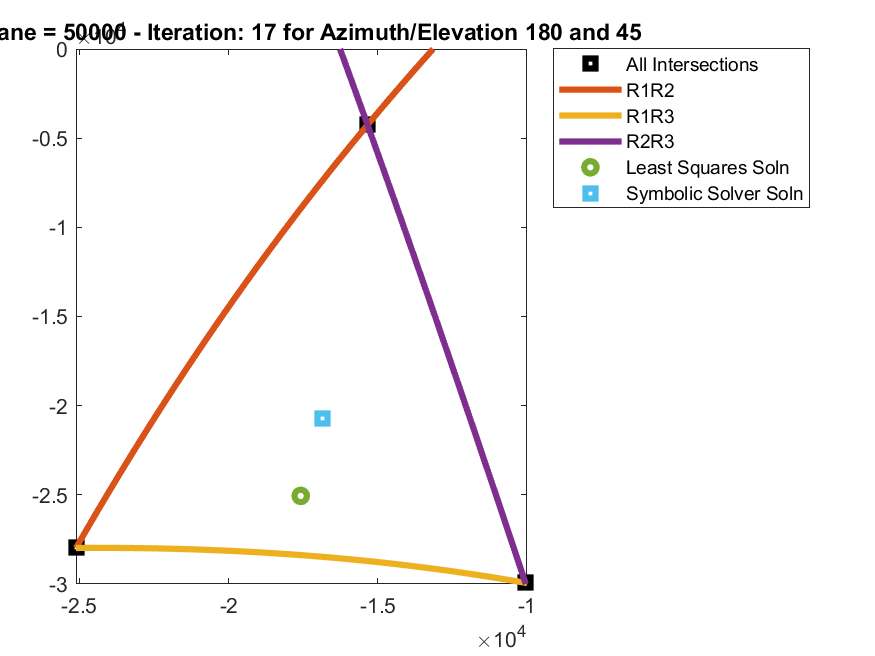 ane = 50000 - Iteration: 17 for Azimuth/Elevation 180 and 45
0
-0.5
-1
-1.5
-2
-2.5
-3
-2.5
-2
-1.5
-1
×10⁴
All Intersections
R1R2
R1R3
R2R3
Least Squares Soln
Symbolic Solver Soln